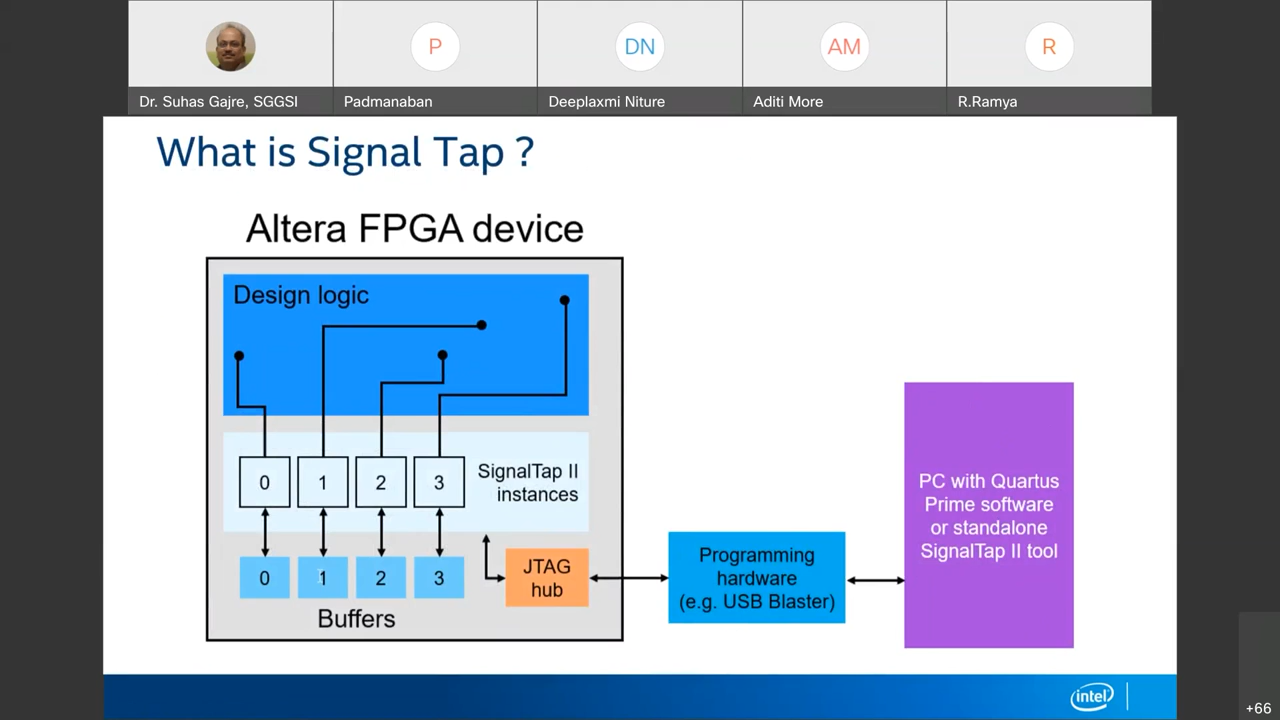 P
DN
AM
R
Dr. Suhas Gajre, SGGSI
Padmanaban
Deeplaxmi Niture
Aditi More
R.Ramya
What is Signal Tap ?
Altera FPGA device
Design logic
0
1
2
3
SignalTap II
instances
0
1
2
3
Buffers
JTAG
hub
Programming
hardware
(e.g. USB Blaster)
PC with Quartus
Prime software
or standalone
SignalTap II tool
intel
+66